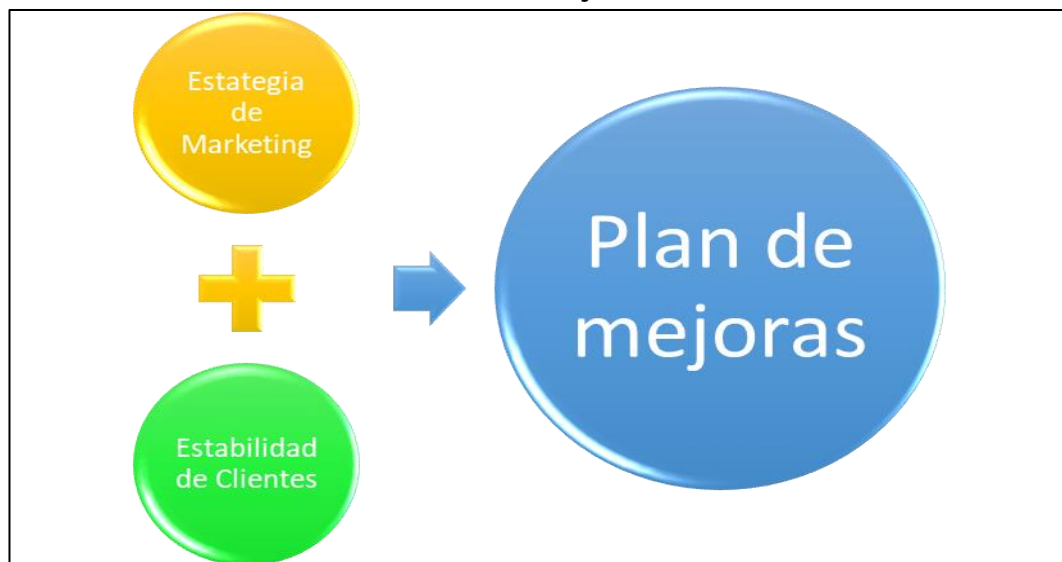 Estategia
de
Marketing
Estabilidad
de Clientes
Plan de
mejoras